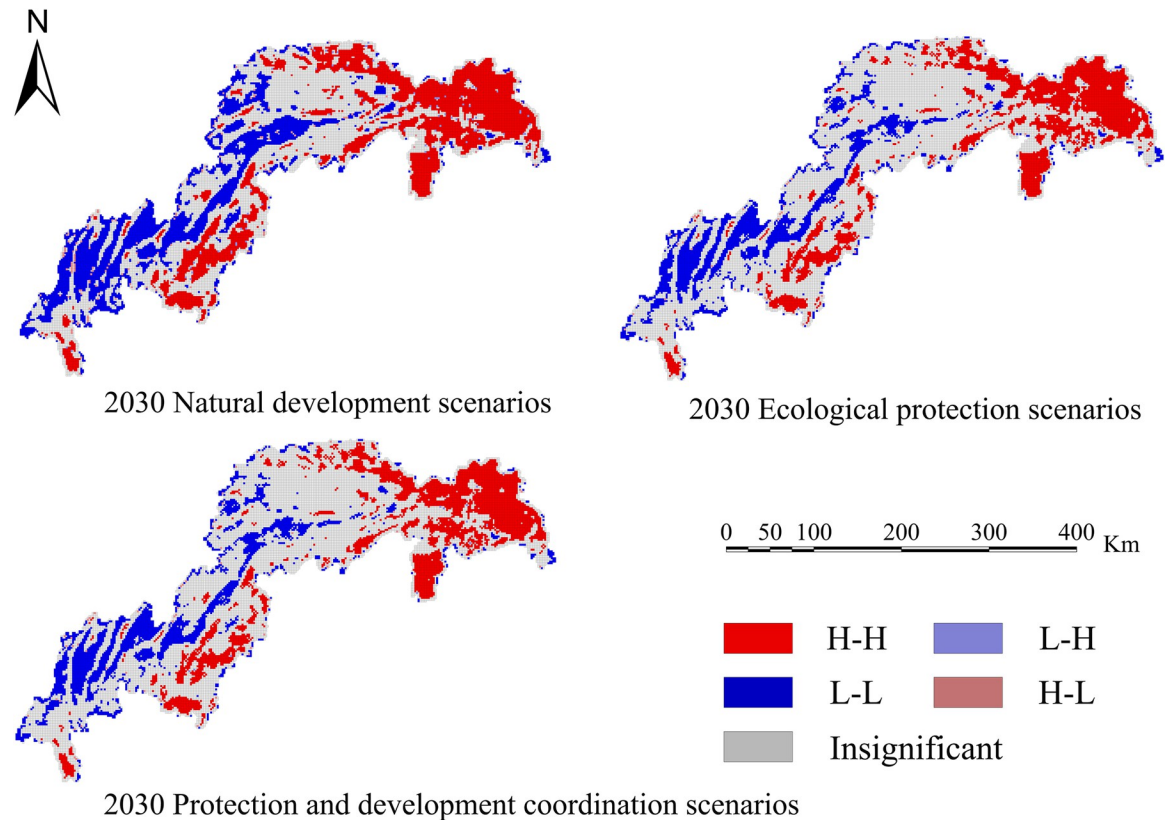 N
2030 Natural development scenarios
2030 Ecological protection scenarios
0 50 100 200 300 400 Km
H-H L-H
L-L H-L
Insignificant
2030 Protection and development coordination scenarios